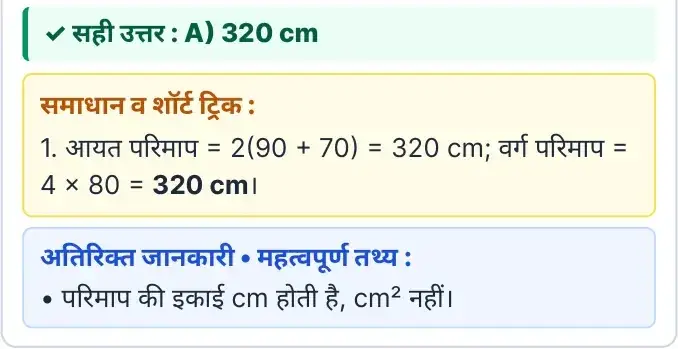 ✓ सही उत्तर : A) 320 cm
समाधान व शॉर्ट ट्रिक :
1. आयत परिमाप = 2(90 + 70) = 320 cm; वर्ग परिमाप =
4 × 80 = 320 cm।
अतिरिक्त जानकारी • महत्वपूर्ण तथ्य :
• परिमाप की इकाई cm होती है, cm² नहीं।